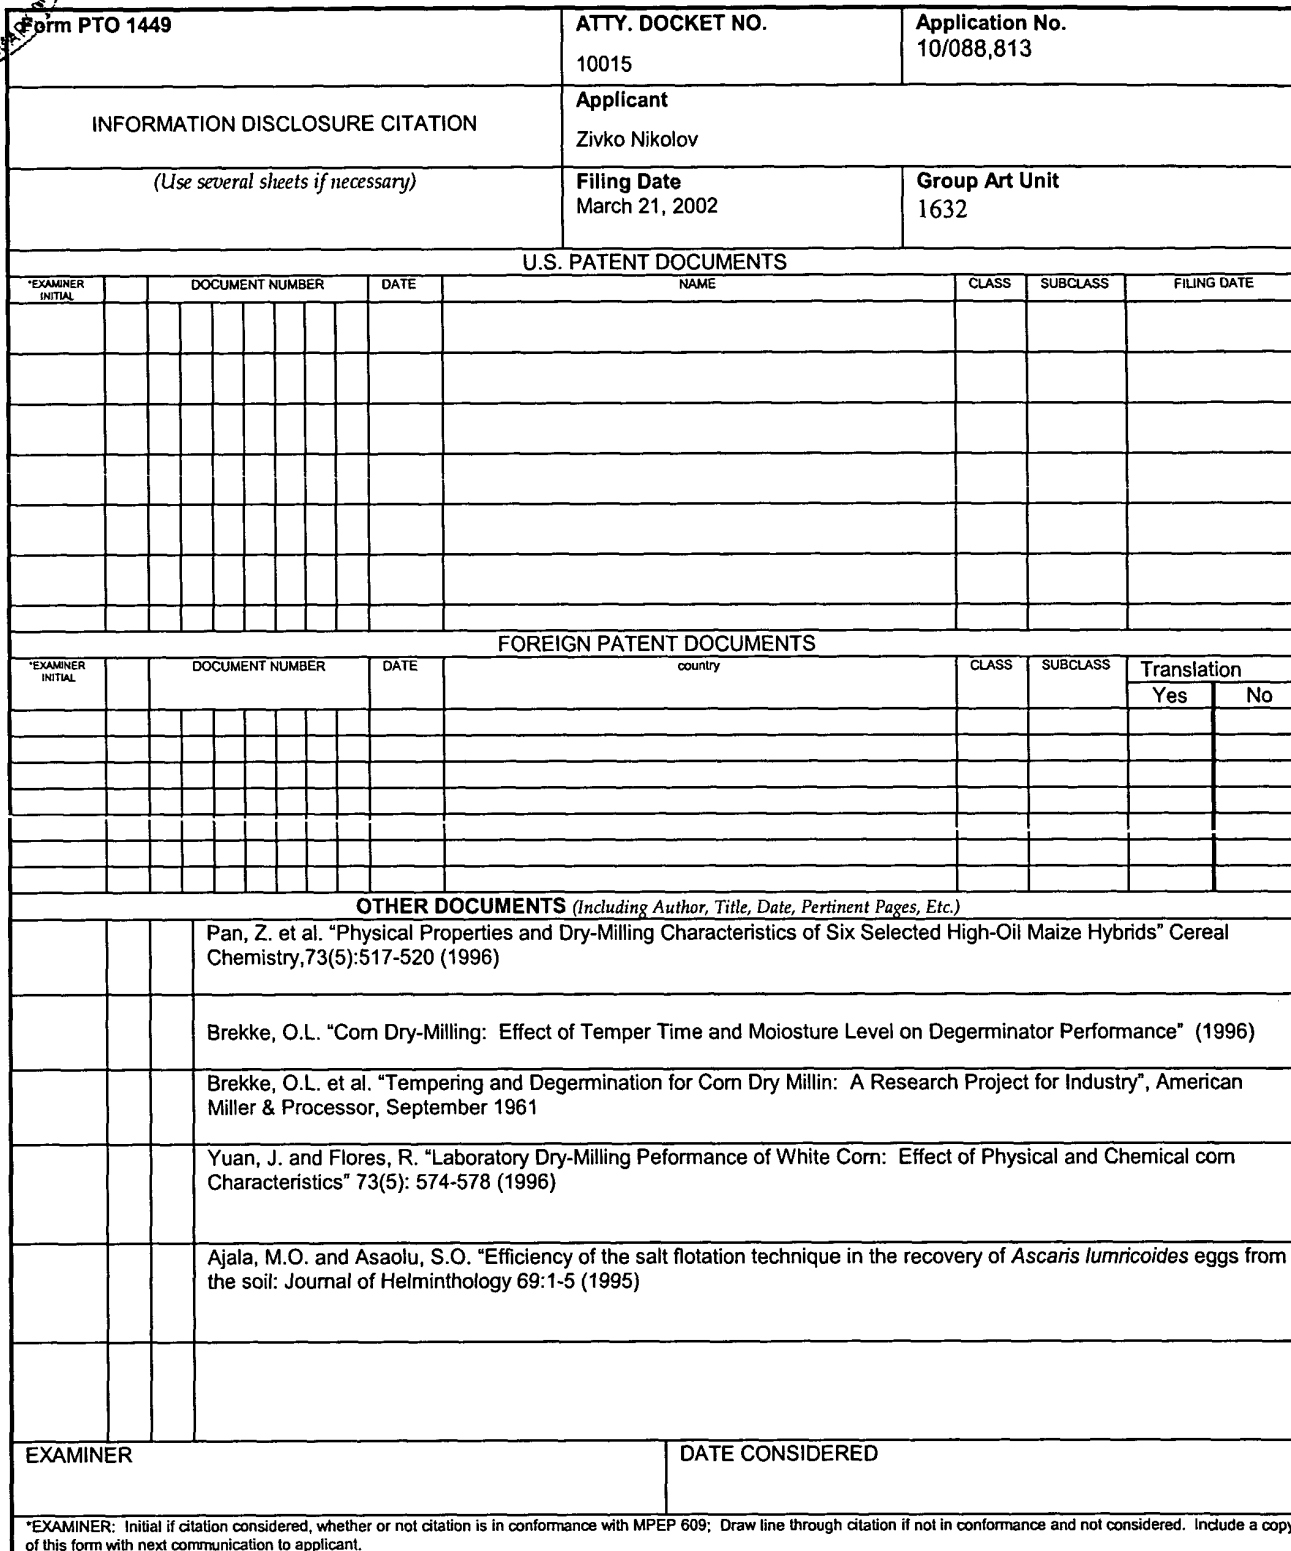 Form PTO 1449
ATTY. DOCKET NO.
10015
Application No.
10/088,813
INFORMATION DISCLOSURE CITATION
Applicant
Zivko Nikolov
(Use several sheets if necessary)
Filing Date
March 21, 2002
Group Art Unit
1632
U.S. PATENT DOCUMENTS
*EXAMINER
INITIAL
DOCUMENT NUMBER
DATE
NAME
CLASS
SUBCLASS
FILING DATE
FOREIGN PATENT DOCUMENTS
*EXAMINER
INITIAL
DOCUMENT NUMBER
DATE
country
CLASS
SUBCLASS
Translation
Yes
No
OTHER DOCUMENTS (Including Author, Title, Date, Pertinent Pages, Etc.)
Pan, Z. et al. “Physical Properties and Dry-Milling Characteristics of Six Selected High-Oil Maize Hybrids” Cereal
Chemistry,73(5):517-520 (1996)
Brekke, O.L. “Corn Dry-Milling: Effect of Temper Time and Moiosture Level on Degerminator Performance” (1996)
Brekke, O.L. et al. “Tempering and Degermination for Corn Dry Millin: A Research Project for Industry”, American
Miller & Processor, September 1961
Yuan, J. and Flores, R. “Laboratory Dry-Milling Peformance of White Corn: Effect of Physical and Chemical corn
Characteristics” 73(5): 574-578 (1996)
Ajala, M.O. and Asaolu, S.O. “Efficiency of the salt flotation technique in the recovery of Ascaris lumricoides eggs from
the soil: Journal of Helminthology 69:1-5 (1995)
EXAMINER
DATE CONSIDERED
*EXAMINER: Initial if citation considered, whether or not citation is in conformance with MPEP 609; Draw line through citation if not in conformance and not considered. Include a copy
of this form with next communication to applicant.